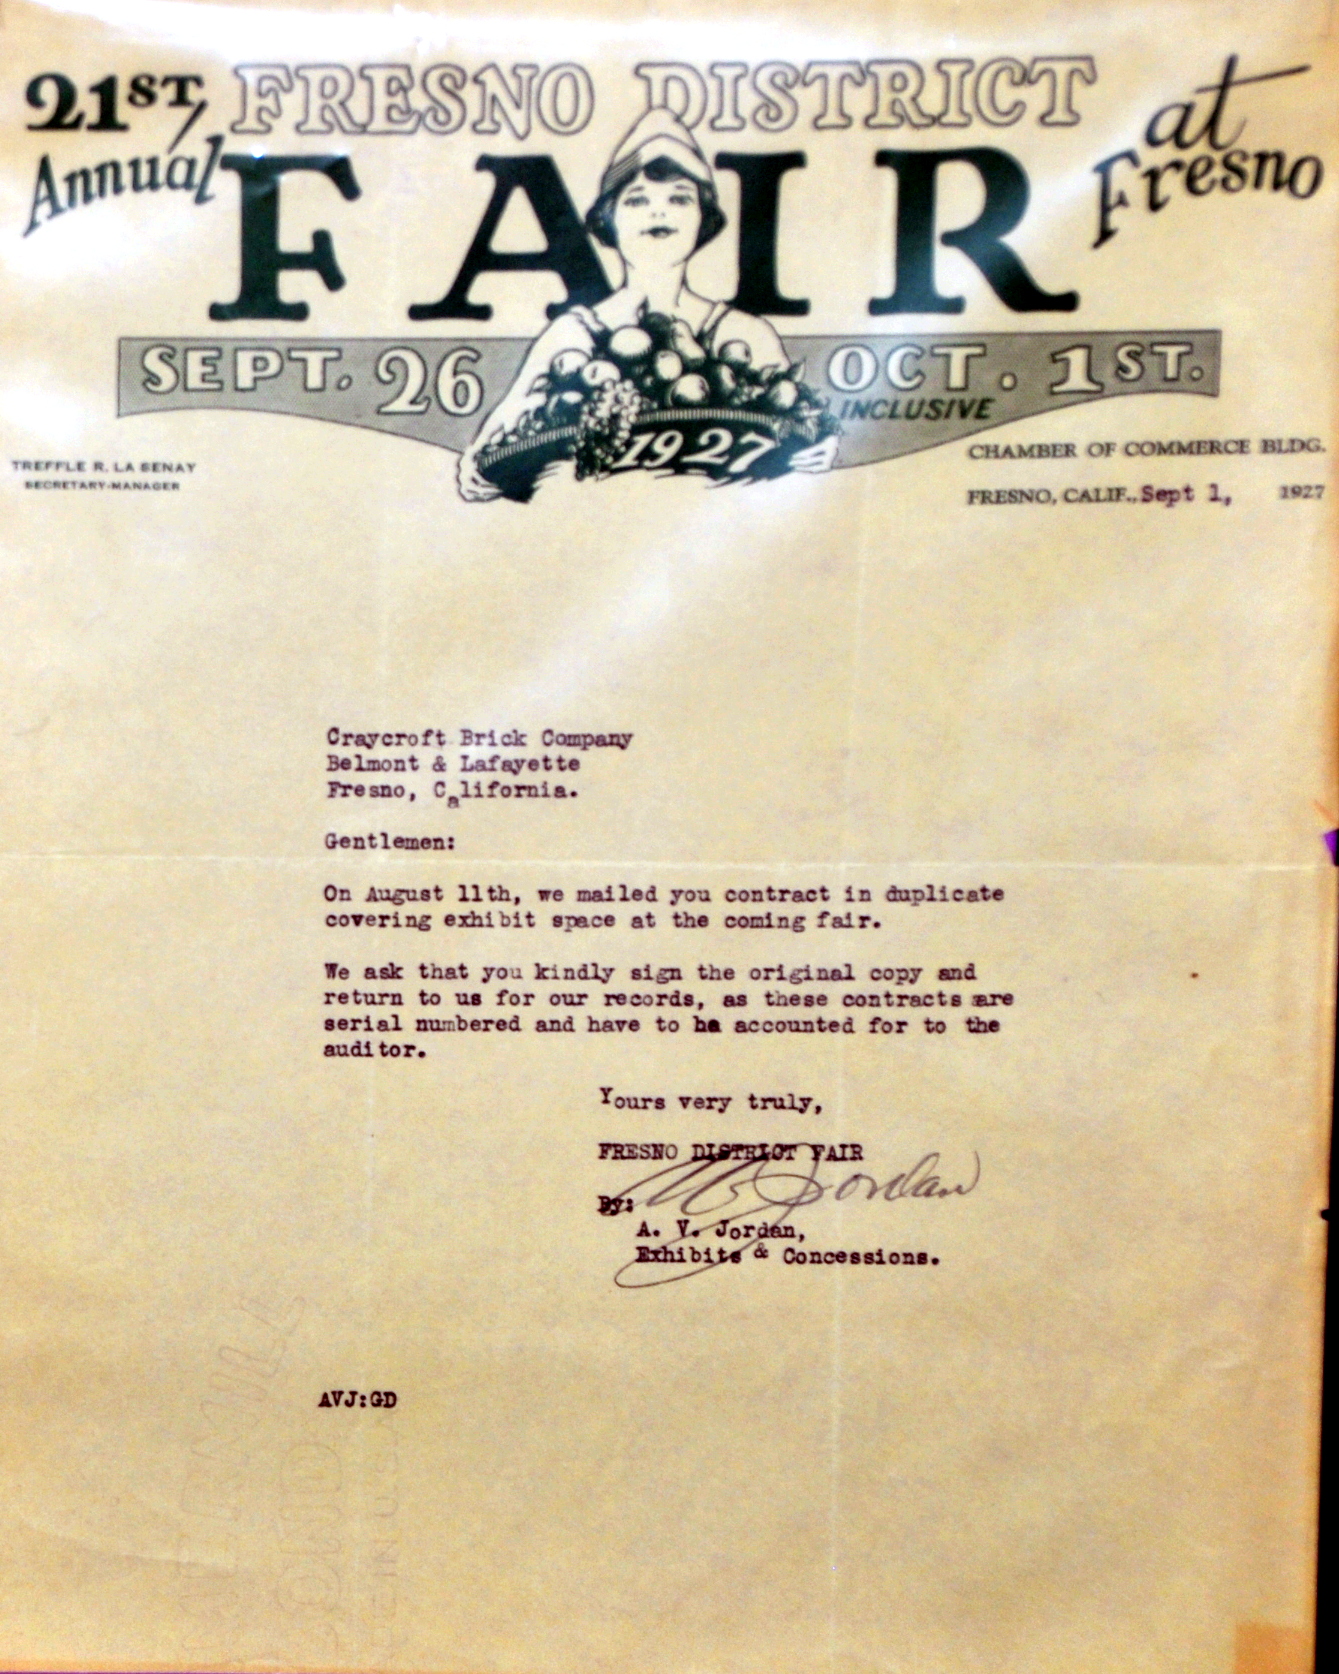 21ST Annual FRESNO DISTRICT FAIR at Fresno
SEPT. 26 OCT. 1ST.
INCLUSIVE
1927
TREFFLE R. LA SENAY
SECRETARY-MANAGER
CHAMBER OF COMMERCE BLDG.
FRESNO, CALIF., Sept 1, 1927
Craycroft Brick Company
Belmont & Lafayette
Fresno, California.
Gentlemen:
On August 11th, we mailed you contract in duplicate
covering exhibit space at the coming fair.
We ask that you kindly sign the original copy and
return to us for our records, as these contracts are
serial numbered and have to be accounted for to the
auditor.
Yours very truly,
FRESNO DISTRICT FAIR
By: A V Jordan
A. V. Jordan,
Exhibits & Concessions.
AVJ:GD